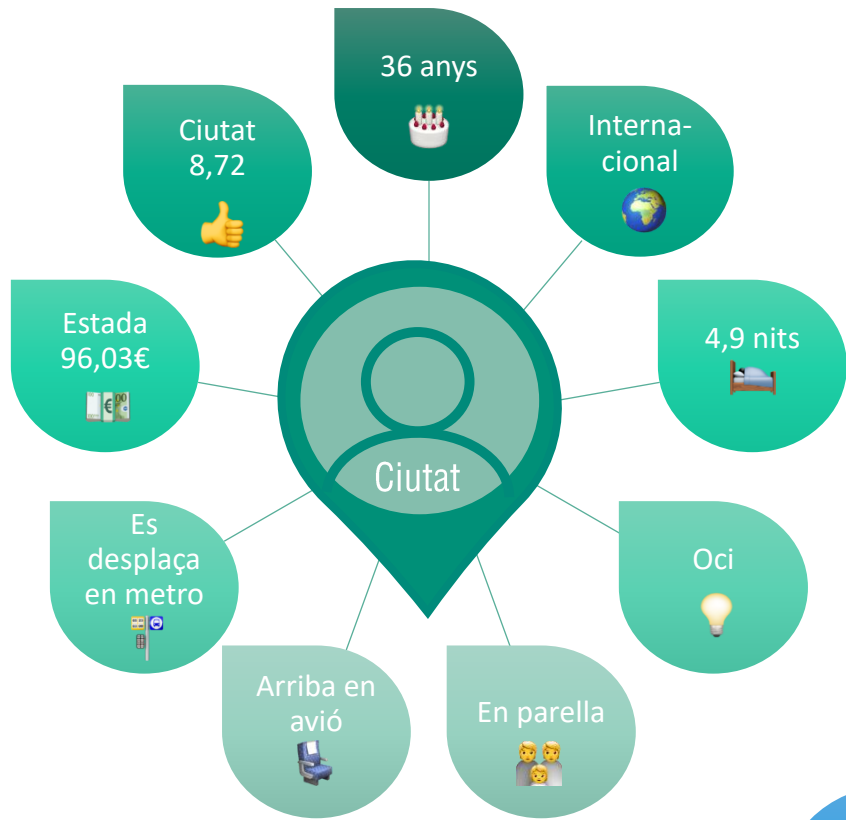 36 anys
Interna-
cional
4,9 nits
Oci
En parella
Arriba en
avió
Es
desplaça
en metro
Estada
96,03€
Ciutat
8,72
Ciutat